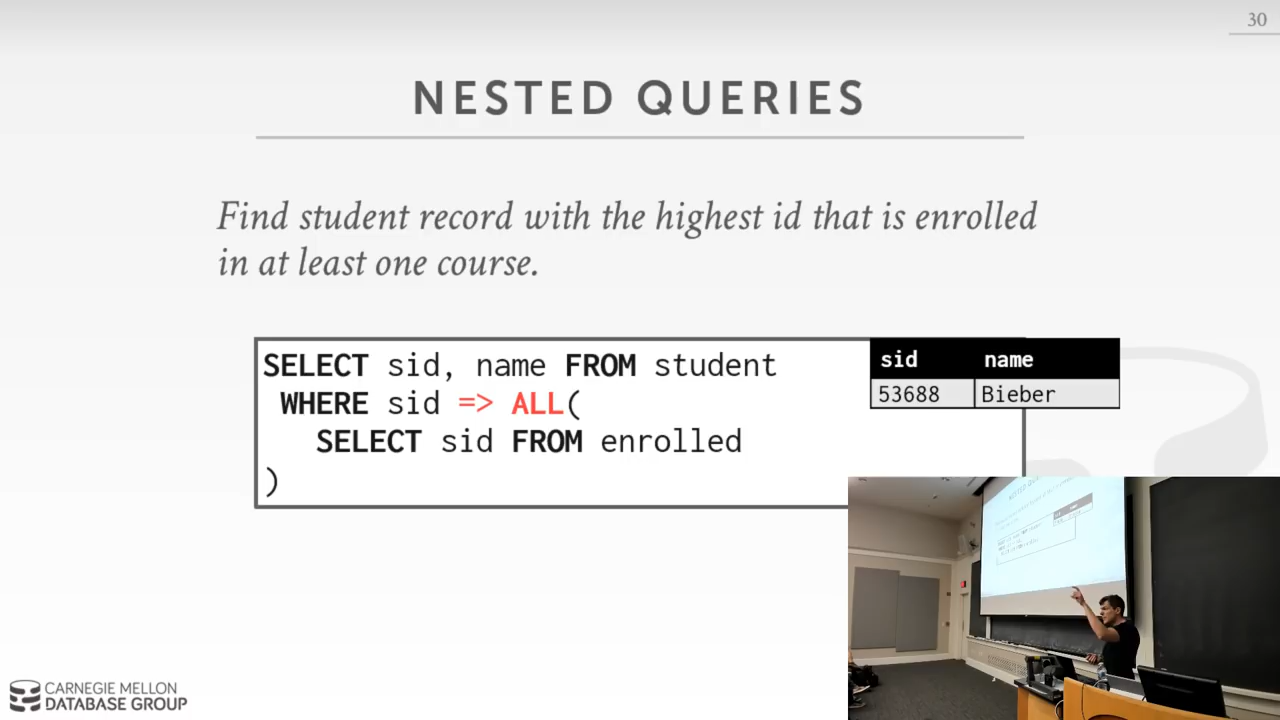 30
NESTED QUERIES
Find student record with the highest id that is enrolled
in at least one course.
SELECT sid, name FROM student
WHERE sid => ALL(
SELECT sid FROM enrolled
)
sid name
53688 Bieber
CARNEGIE MELLON
DATABASE GROUP